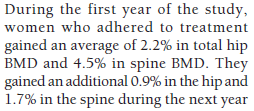 During the first year of the study,
women who adhered to treatment
gained an average of 2.2% in total hip
BMD and 4.5% in spine BMD. They
gained an additional 0.9% in the hip and
1.7% in the spine during the next year